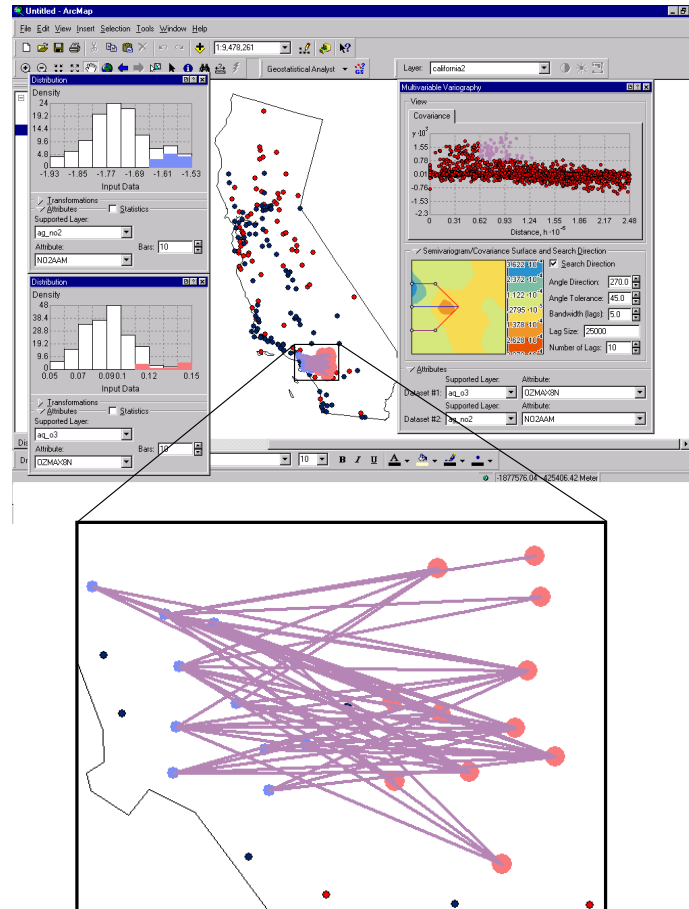 Untitled - ArcMap
File Edit View Insert Selection Tools Window Help
1:9,478,261
Geostatistical Analyst
Layer: california2
Distribution
Density
24
19.2
14.4
9.6
4.8
0
-1.93 -1.85 -1.77 -1.69 -1.61 -1.53
Input Data
Transformations
Attributes Statistics
Supported Layer:
aq_no2
Attribute: Bars: 10
NO2AAM
Distribution
Density
48
38.4
28.8
19.2
9.6
0.0
0.05 0.07 0.09 0.1 0.12 0.15
Input Data
Transformations
Attributes Statistics
Supported Layer:
aq_o3
Attribute: Bars: 10
OZMAX8N
Multivariable Variography
View
Covariance
γ·10³
1.55
0.78
0.01
-0.76
-1.53
-2.3
0 0.31 0.62 0.93 1.24 1.55 1.86 2.17 2.48
Distance, h·10⁻⁵
Semivariogram/Covariance Surface and Search Direction
Search Direction
Angle Direction: 270.0
Angle Tolerance: 45.0
Bandwidth (lags): 5.0
Lag Size: 25000
Number of Lags: 10
Attributes
Supported Layer: Attribute:
Dataset #1: aq_o3 OZMAX8N
Supported Layer: Attribute:
Dataset #2: aq_no2 NO2AAM
10 B I U A
-1877576.04 -425406.42 Meter